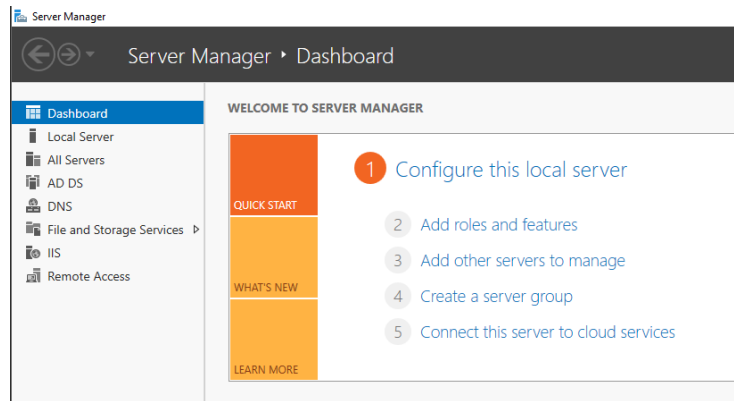 Server Manager
Server Manager • Dashboard
Dashboard
Local Server
All Servers
AD DS
DNS
File and Storage Services
IIS
Remote Access
WELCOME TO SERVER MANAGER
QUICK START
WHAT'S NEW
LEARN MORE
1 Configure this local server
2 Add roles and features
3 Add other servers to manage
4 Create a server group
5 Connect this server to cloud services